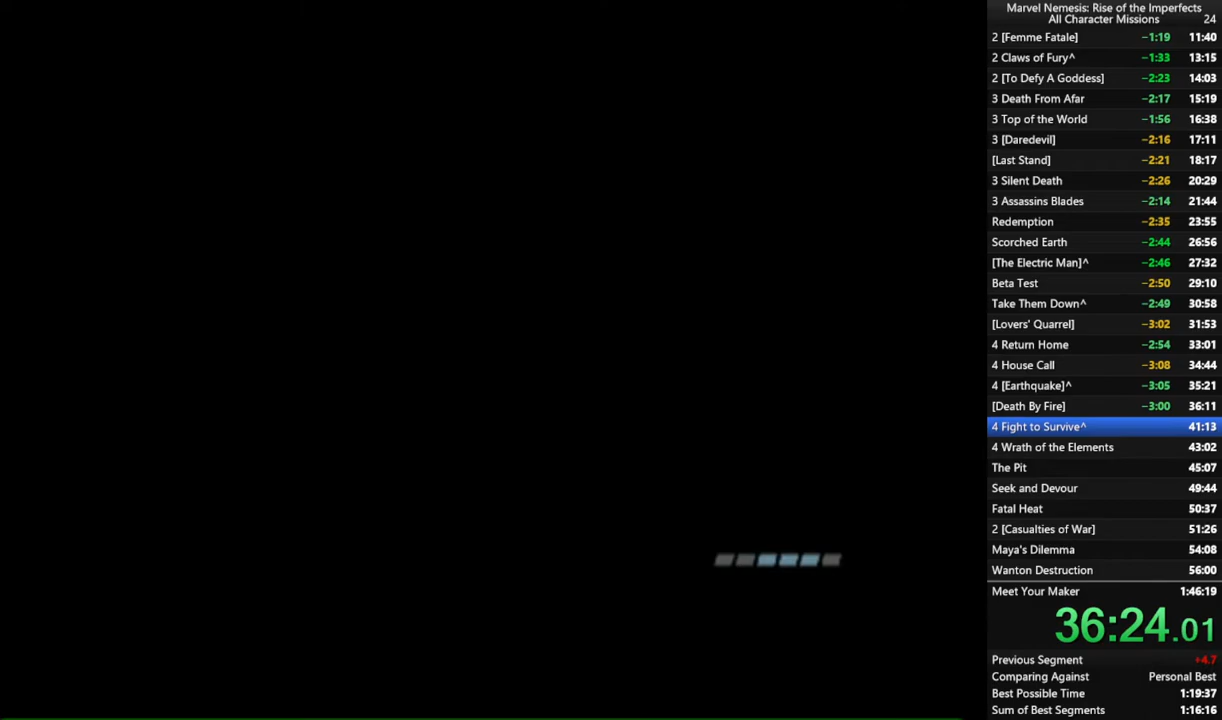 Marvel Nemesis: Rise of the Imperfects
All Character Missions 24
2 [Femme Fatale] −1:19 11:40
2 Claws of Fury^ −1:33 13:15
2 [To Defy A Goddess] −2:23 14:03
3 Death From Afar −2:17 15:19
3 Top of the World −1:56 16:38
3 [Daredevil] −2:16 17:11
[Last Stand] −2:21 18:17
3 Silent Death −2:26 20:29
3 Assassins Blades −2:14 21:44
Redemption −2:35 23:55
Scorched Earth −2:44 26:56
[The Electric Man]^ −2:46 27:32
Beta Test −2:50 29:10
Take Them Down^ −2:49 30:58
[Lovers' Quarrel] −3:02 31:53
4 Return Home −2:54 33:01
4 House Call −3:08 34:44
4 [Earthquake]^ −3:05 35:21
[Death By Fire] −3:00 36:11
4 Fight to Survive^ 41:13
4 Wrath of the Elements 43:02
The Pit 45:07
Seek and Devour 49:44
Fatal Heat 50:37
2 [Casualties of War] 51:26
Maya's Dilemma 54:08
Wanton Destruction 56:00
Meet Your Maker 1:46:19
36:24.01
Previous Segment +4.7
Comparing Against Personal Best
Best Possible Time 1:19:37
Sum of Best Segments 1:16:16